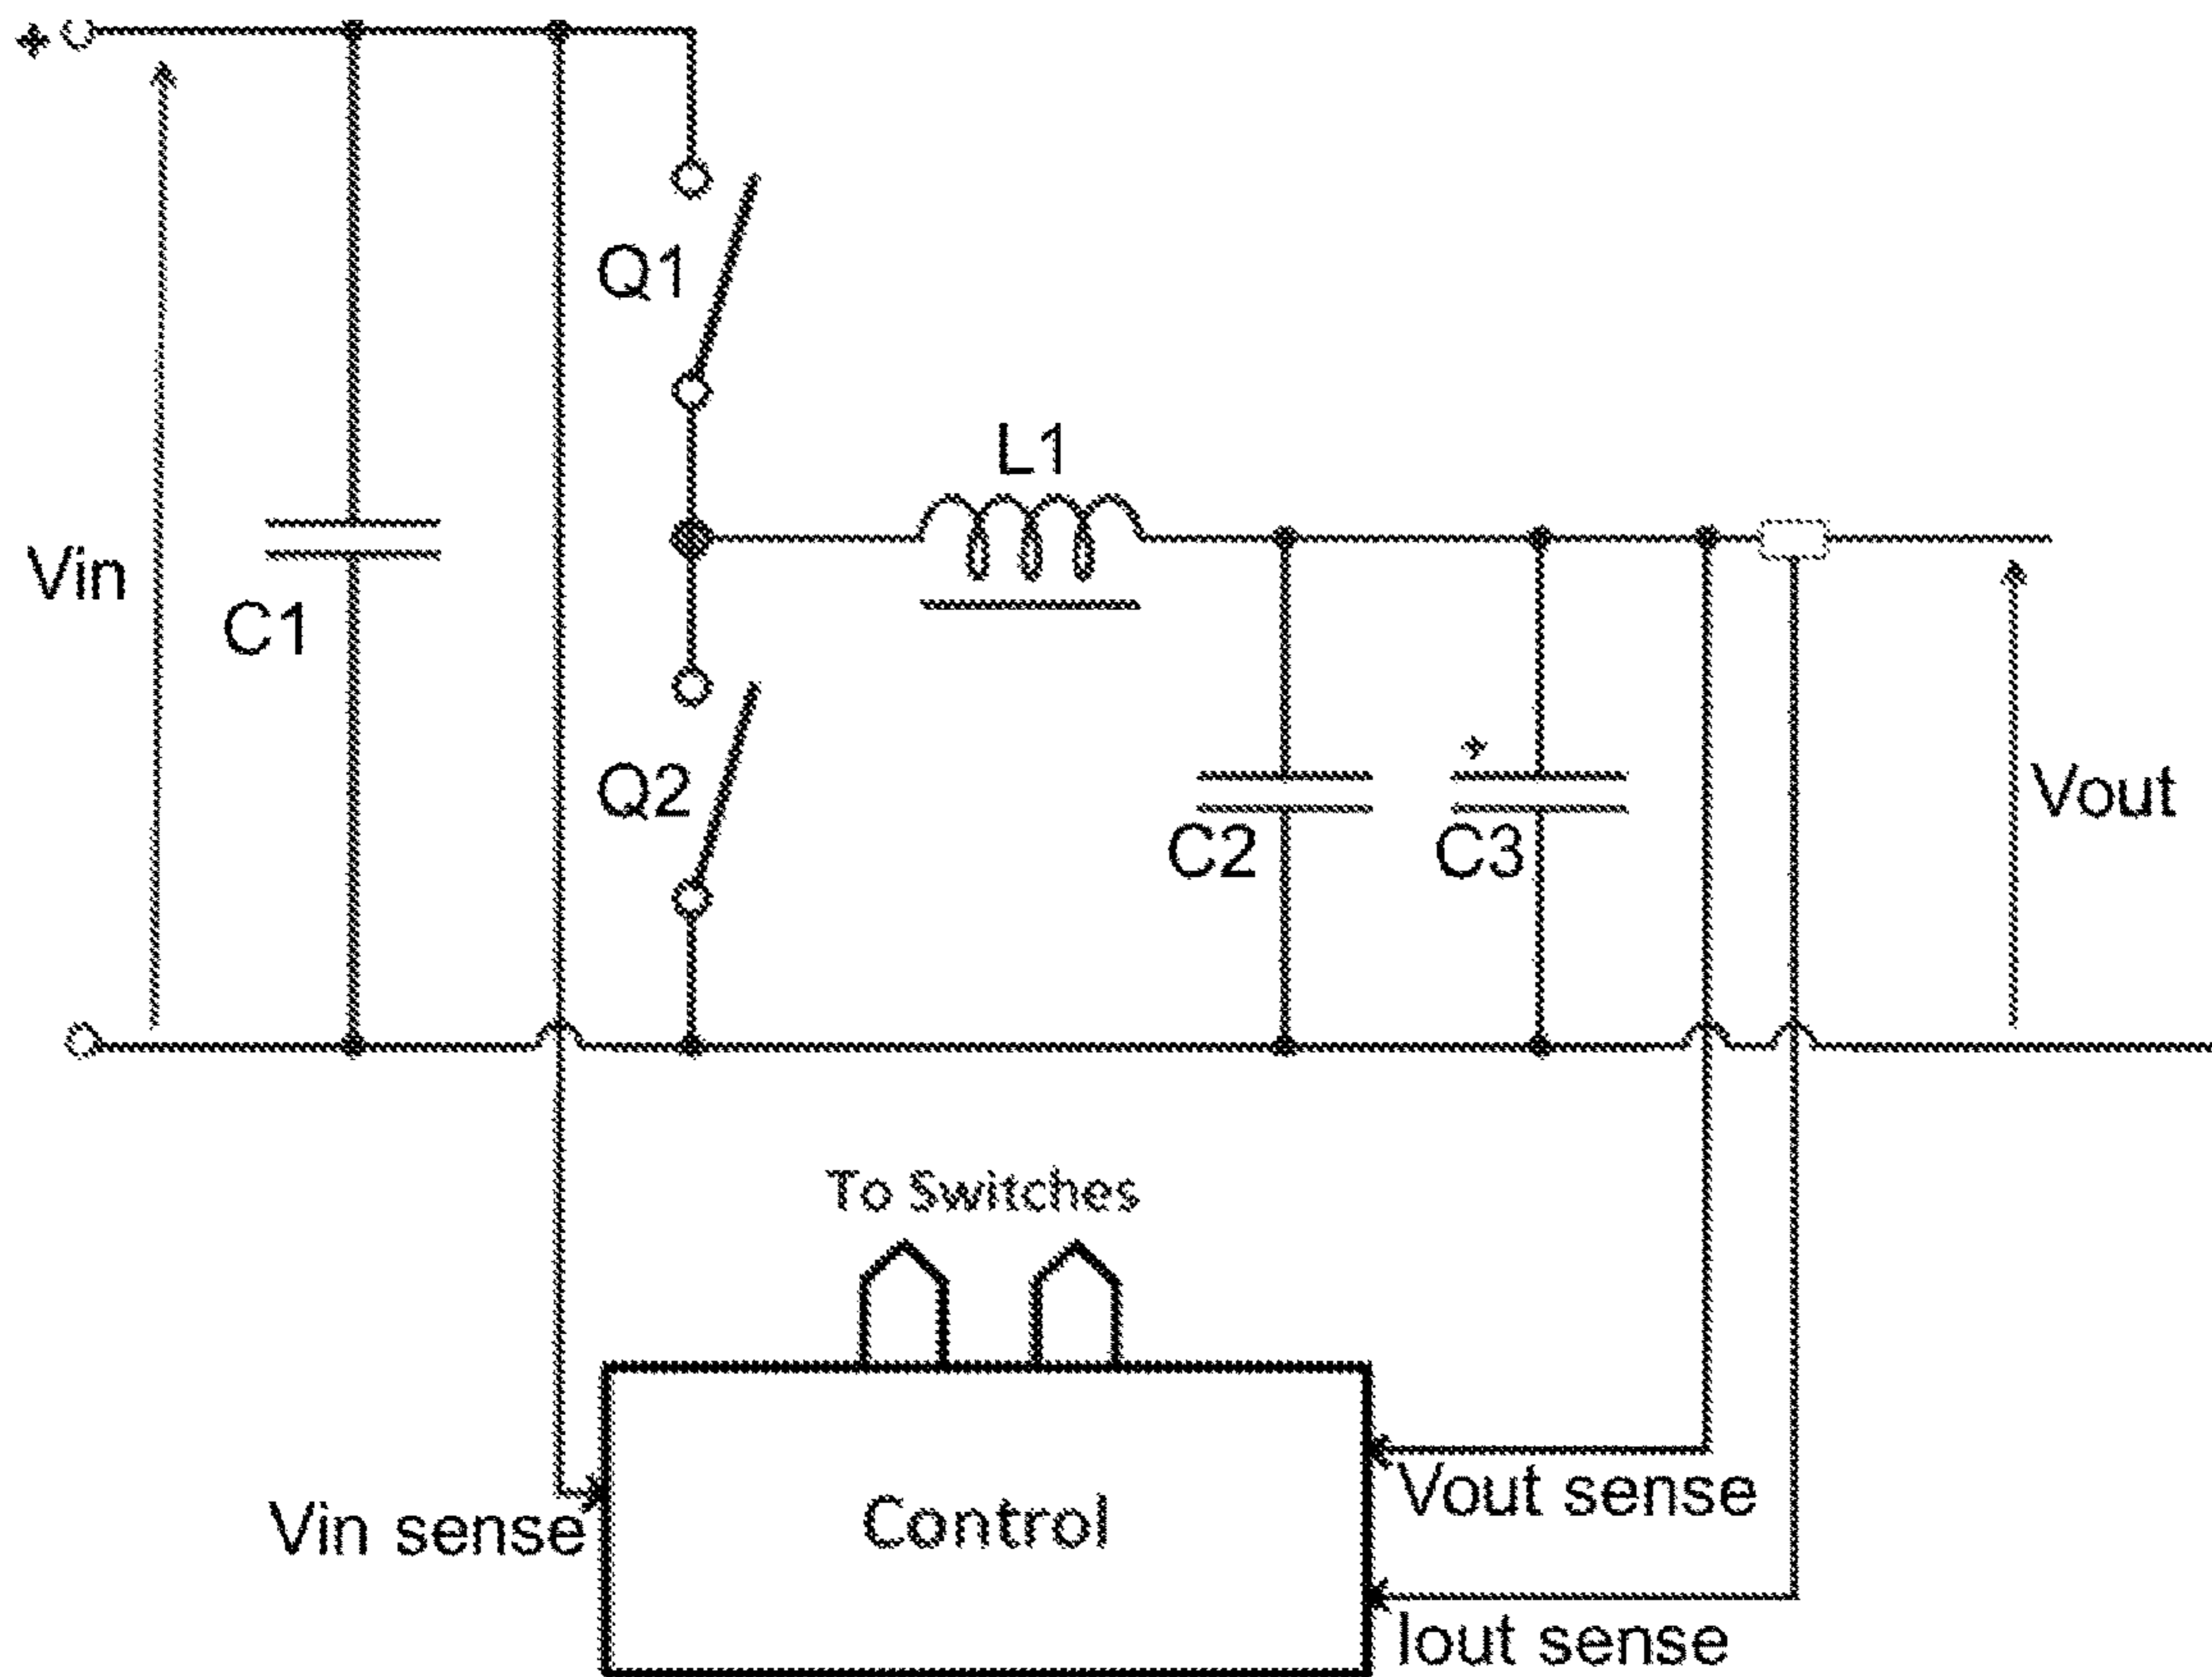 +
Q1
L1
Vin
C1
Q2
+
Vout
C2
C3
To Switches
Vout sense
Vin sense
Control
Iout sense